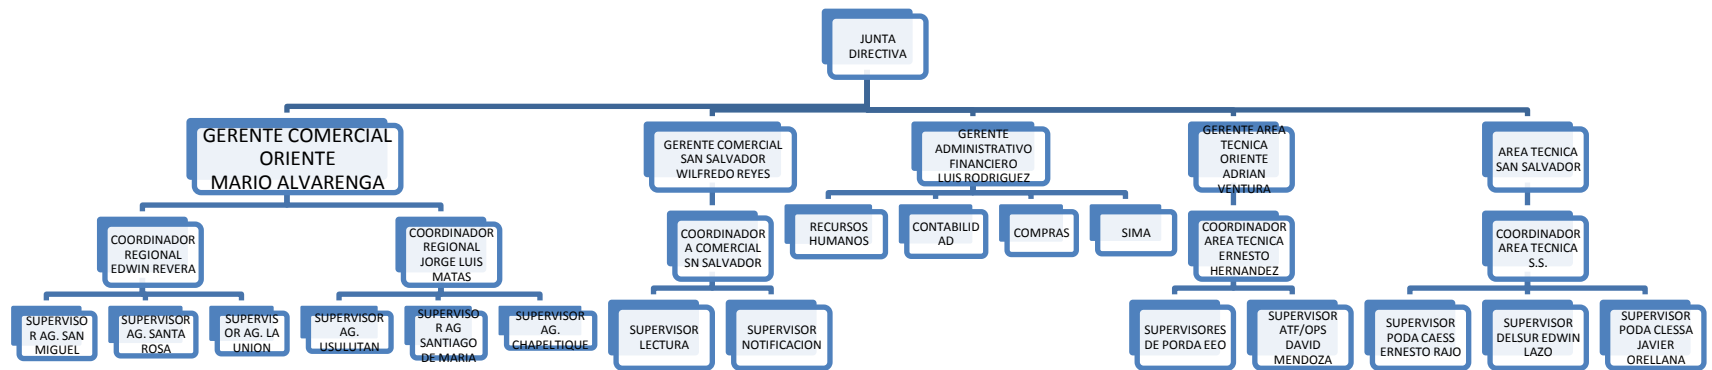 JUNTA
DIRECTIVA
GERENTE COMERCIAL
ORIENTE
MARIO ALVARENGA
GERENTE COMERCIAL
SAN SALVADOR
WILFREDO REYES
GERENTE
ADMINISTRATIVO
FINANCIERO
LUIS RODRIGUEZ
GERENTE AREA
TECNICA
ORIENTE
ADRIAN
VENTURA
AREA TECNICA
SAN SALVADOR
COORDINADOR
REGIONAL
EDWIN REVERA
COORDINADOR
REGIONAL
JORGE LUIS
MATAS
COORDINADOR
A COMERCIAL
SN SALVADOR
RECURSOS
HUMANOS
CONTABILID
AD
COMPRAS
SIMA
COORDINADOR
AREA TECNICA
ERNESTO
HERNANDEZ
COORDINADOR
AREA TECNICA
S.S.
SUPERVISO
R AG. SAN
MIGUEL
SUPERVISOR
AG. SANTA
ROSA
SUPERVIS
OR AG. LA
UNION
SUPERVISOR
AG.
USULUTAN
SUPERVISO
R AG
SANTIAGO
DE MARIA
SUPERVISOR
AG.
CHAPELTIQUE
SUPERVISOR
LECTURA
SUPERVISOR
NOTIFICACION
SUPERVISORES
DE PORDA EEO
SUPERVISOR
ATF/OPS
DAVID
MENDOZA
SUPERVISOR
PODA CAESS
ERNESTO RAJO
SUPERVISOR
DELSUR EDWIN
LAZO
SUPERVISOR
PODA CLESSA
JAVIER
ORELLANA